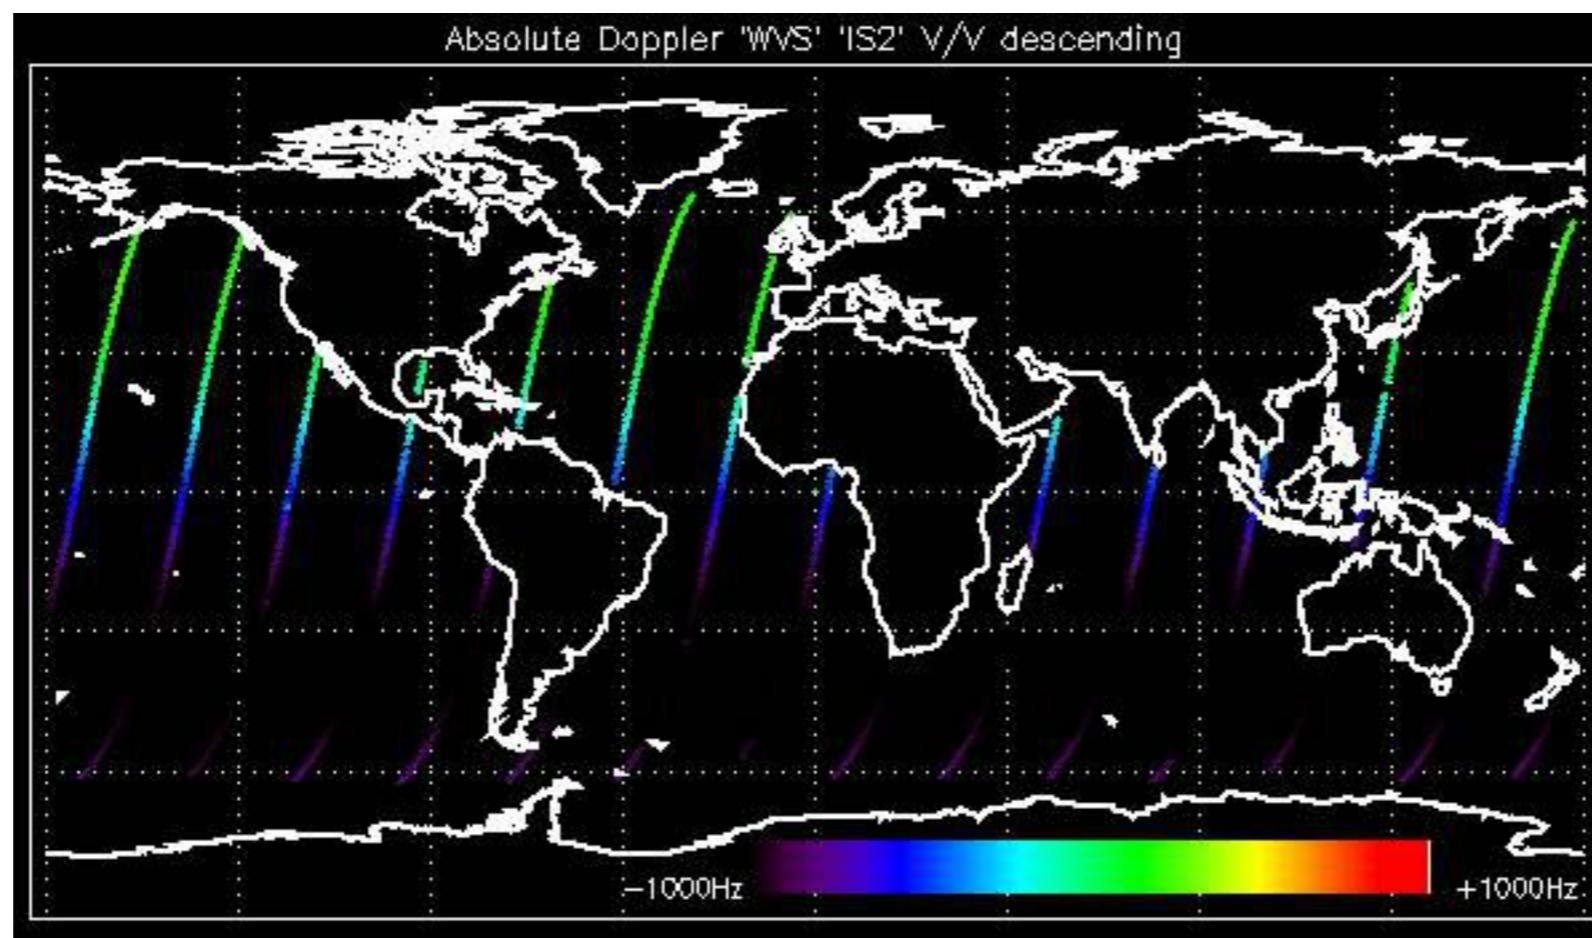 Absolute Doppler 'WVS' 'IS2' V/V descending
−1000Hz
+1000Hz